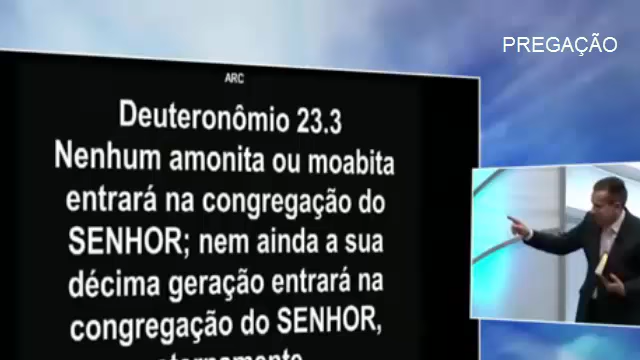 PREGAÇÃO
ARC
Deuteronômio 23.3
Nenhum amonita ou moabita
entrará na congregação do
SENHOR; nem ainda a sua
décima geração entrará na
congregação do SENHOR,